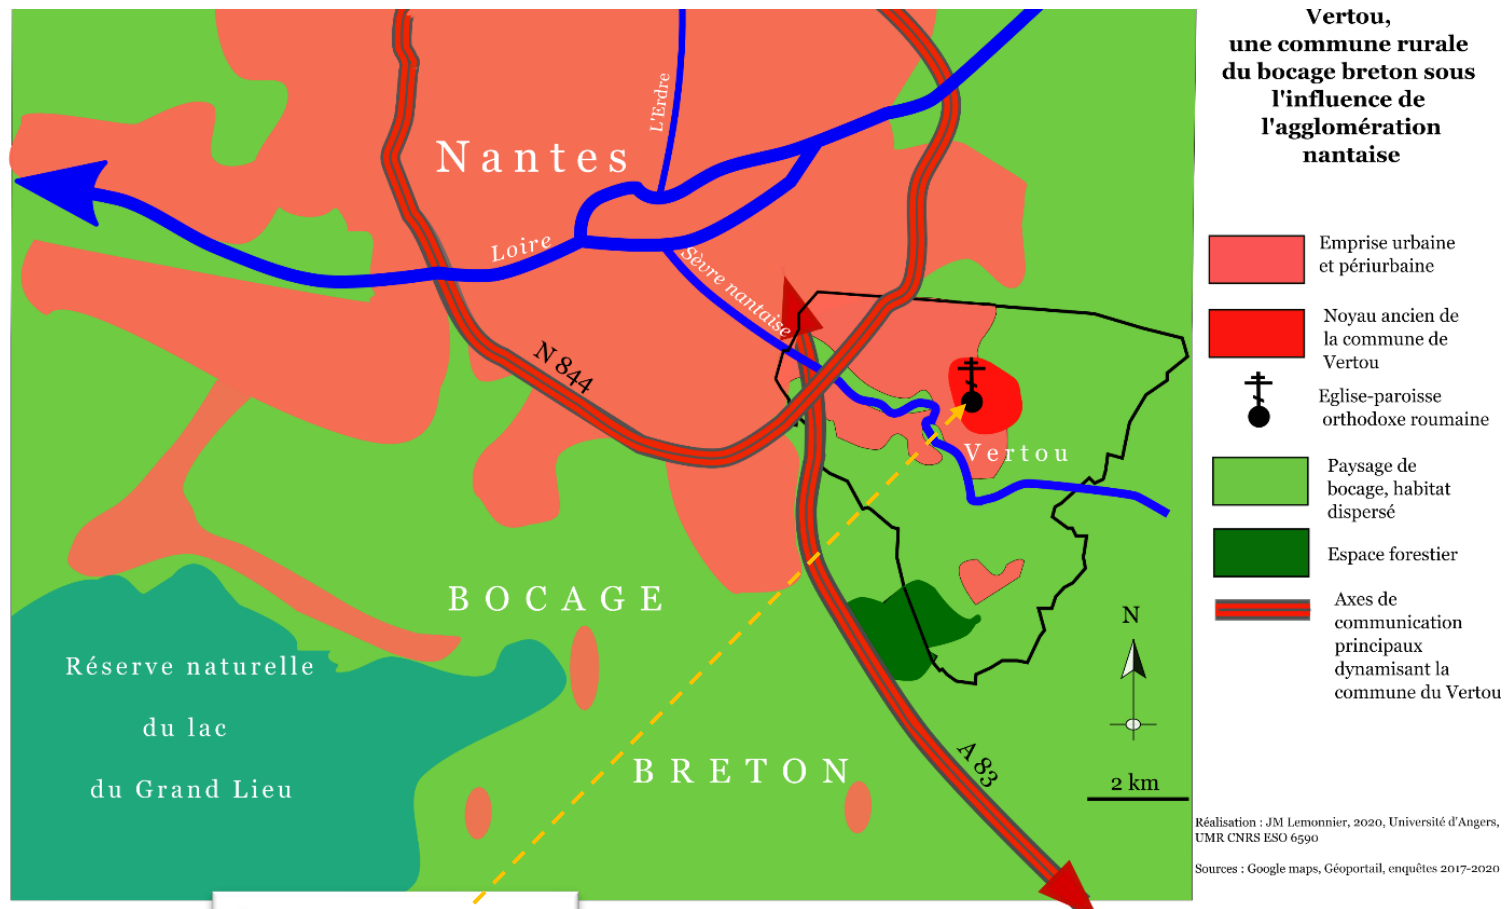 Vertou,
une commune rurale
du bocage breton sous
l'influence de
l'agglomération
nantaise
L'Erdre
Nantes
Loire
Sèvre nantaise
N 844
Vertou
BOCAGE
BRETON
Réserve naturelle
du lac
du Grand Lieu
A 83
N
2 km
Emprise urbaine
et périurbaine
Noyau ancien de
la commune de
Vertou
Eglise-paroisse
orthodoxe roumaine
Paysage de
bocage, habitat
dispersé
Espace forestier
Axes de
communication
principaux
dynamisant la
commune du Vertou
Réalisation : JM Lemonnier, 2020, Université d'Angers,
UMR CNRS ESO 6590
Sources : Google maps, Géoportail, enquêtes 2017-2020